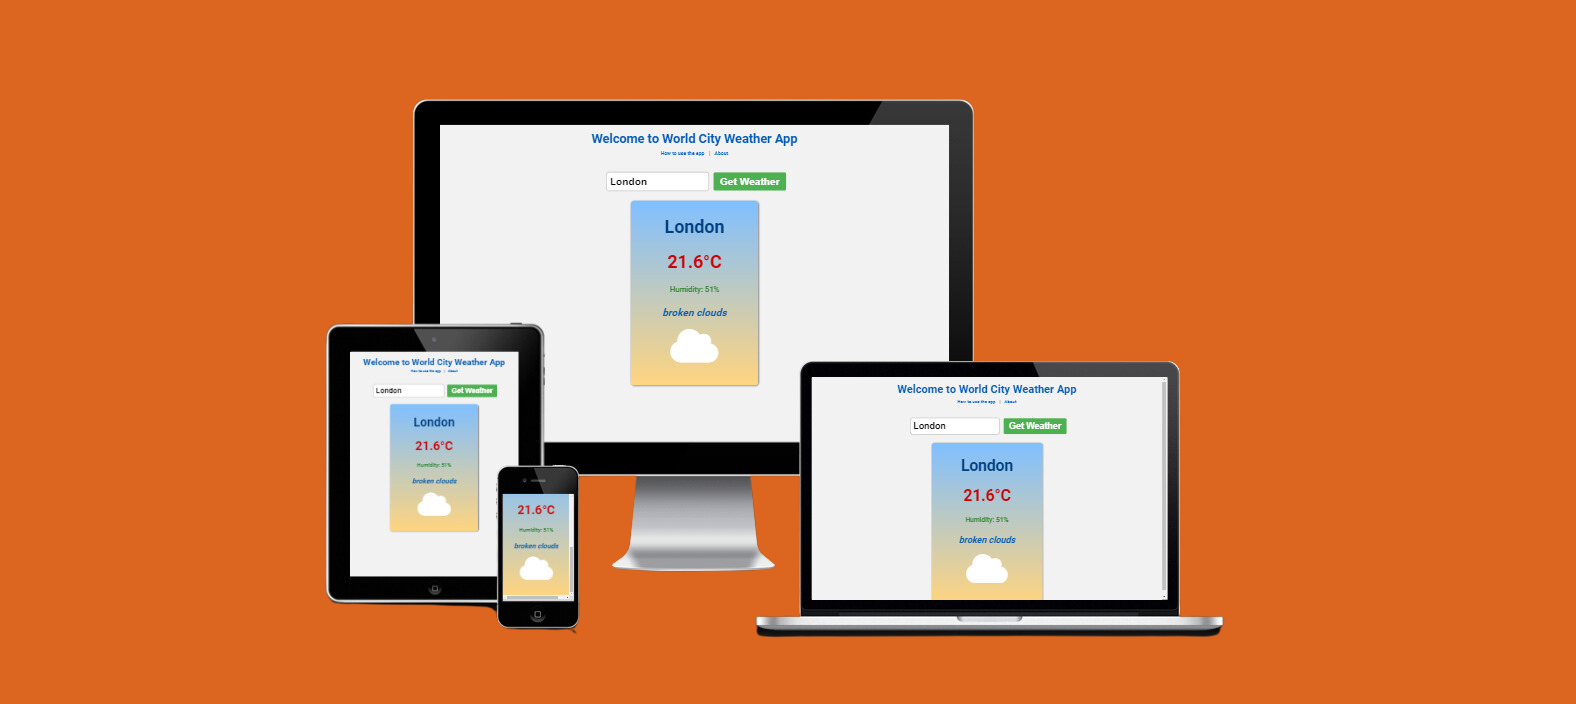 Welcome to World City Weather App
How to use the app | About
London Get Weather
London
21.6°C
Humidity: 51%
broken clouds
Welcome to World City Weather App
How to use the app | About
London Get Weather
London
21.6°C
Humidity: 51%
broken clouds
21.6°C
Humidity: 51%
broken clouds
Welcome to World City Weather App
How to use the app | About
London Get Weather
London
21.6°C
Humidity: 51%
broken clouds